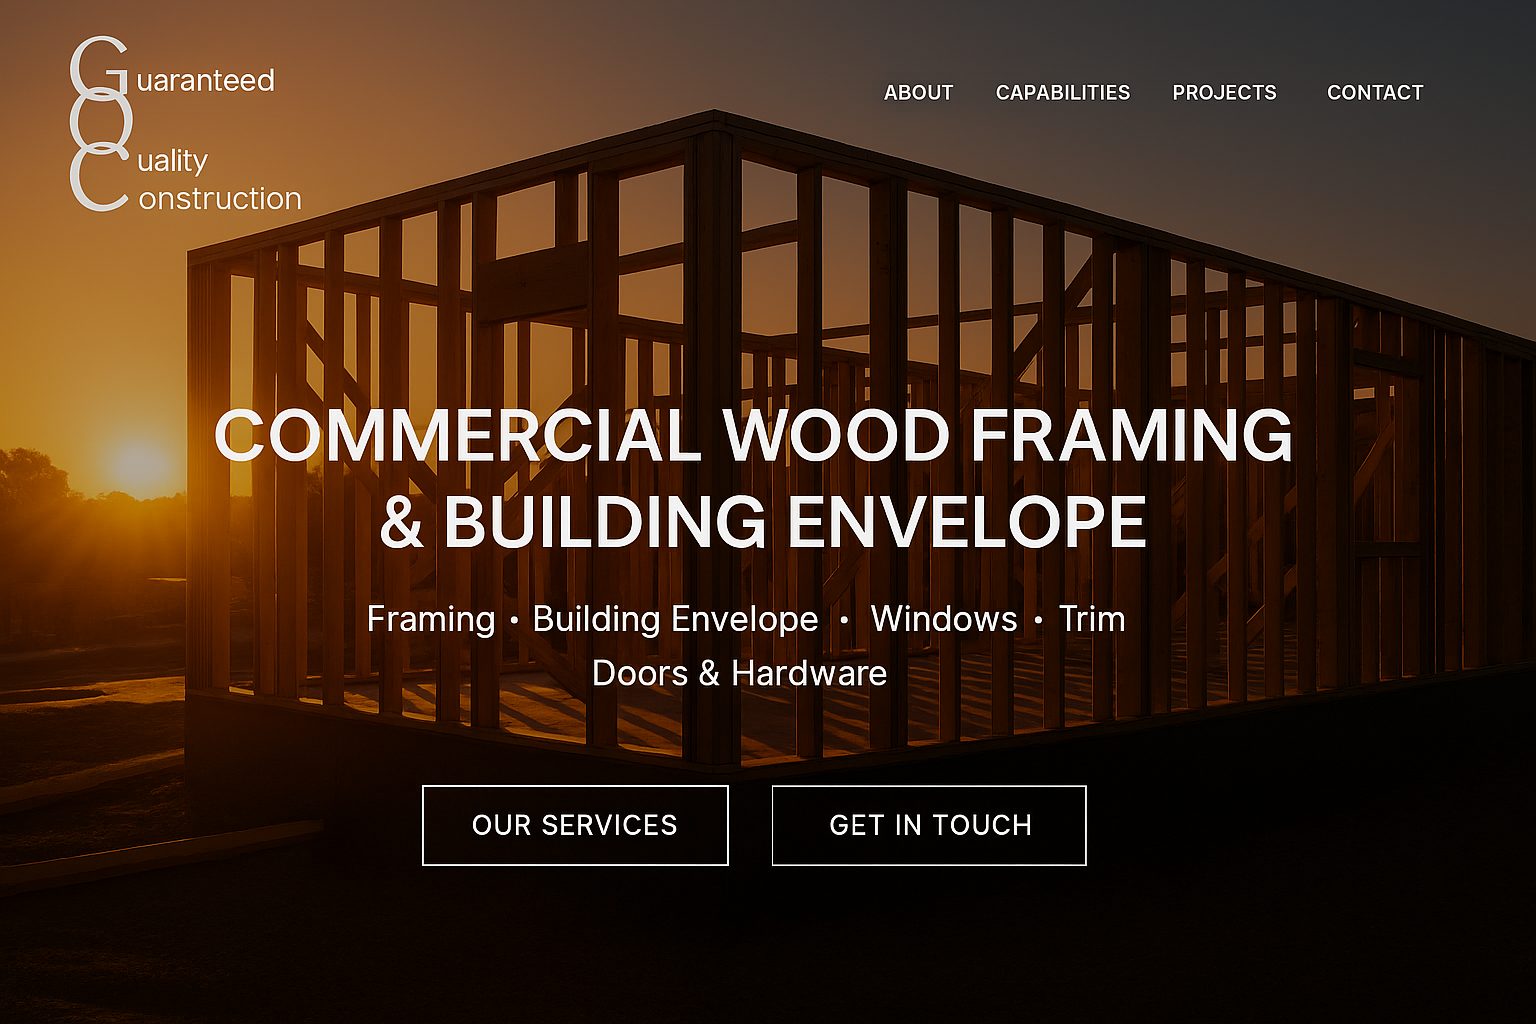 Guaranteed
Quality
Construction
ABOUT CAPABILITIES PROJECTS CONTACT
COMMERCIAL WOOD FRAMING
& BUILDING ENVELOPE
Framing • Building Envelope • Windows • Trim
Doors & Hardware
OUR SERVICES GET IN TOUCH